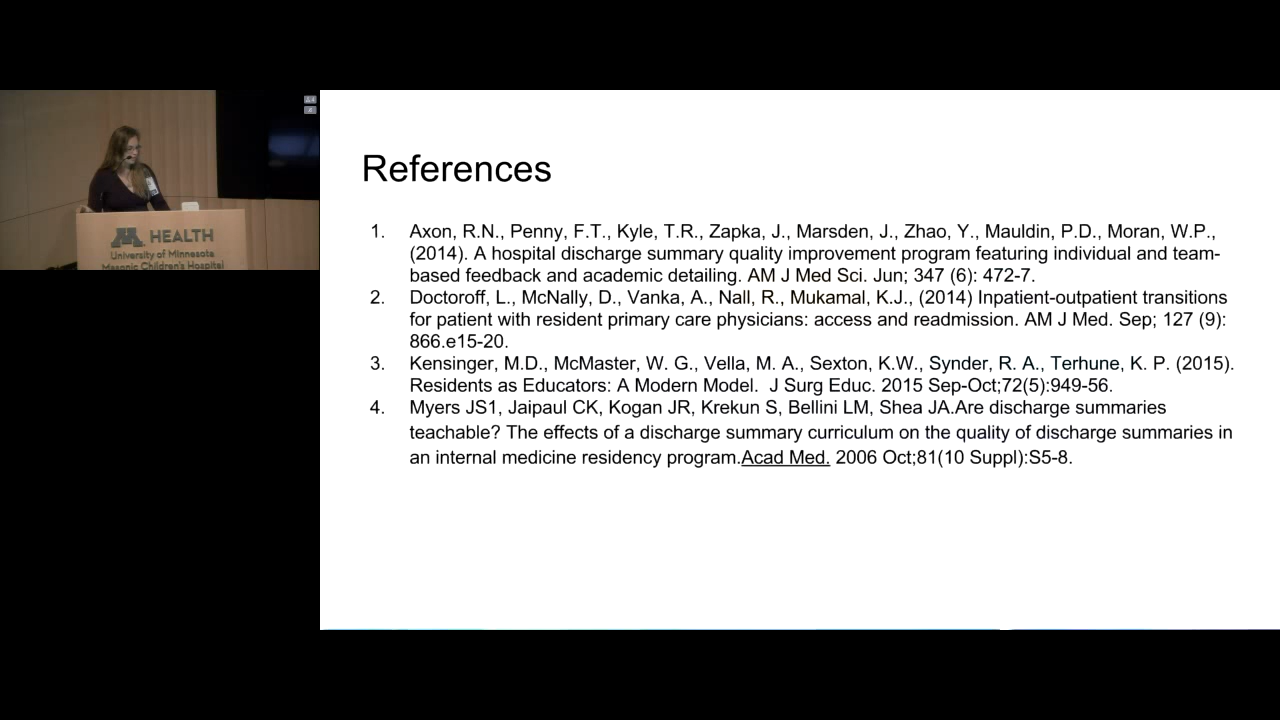 HEALTH
University of Minnesota
Masonic Children's Hospital
References
1. Axon, R.N., Penny, F.T., Kyle, T.R., Zapka, J., Marsden, J., Zhao, Y., Mauldin, P.D., Moran, W.P.,
(2014). A hospital discharge summary quality improvement program featuring individual and team-
based feedback and academic detailing. AM J Med Sci. Jun; 347 (6): 472-7.
2. Doctoroff, L., McNally, D., Vanka, A., Nall, R., Mukamal, K.J., (2014) Inpatient-outpatient transitions
for patient with resident primary care physicians: access and readmission. AM J Med. Sep; 127 (9):
866.e15-20.
3. Kensinger, M.D., McMaster, W. G., Vella, M. A., Sexton, K.W., Synder, R. A., Terhune, K. P. (2015).
Residents as Educators: A Modern Model. J Surg Educ. 2015 Sep-Oct;72(5):949-56.
4. Myers JS1, Jaipaul CK, Kogan JR, Krekun S, Bellini LM, Shea JA.Are discharge summaries
teachable? The effects of a discharge summary curriculum on the quality of discharge summaries in
an internal medicine residency program.Acad Med. 2006 Oct;81(10 Suppl):S5-8.